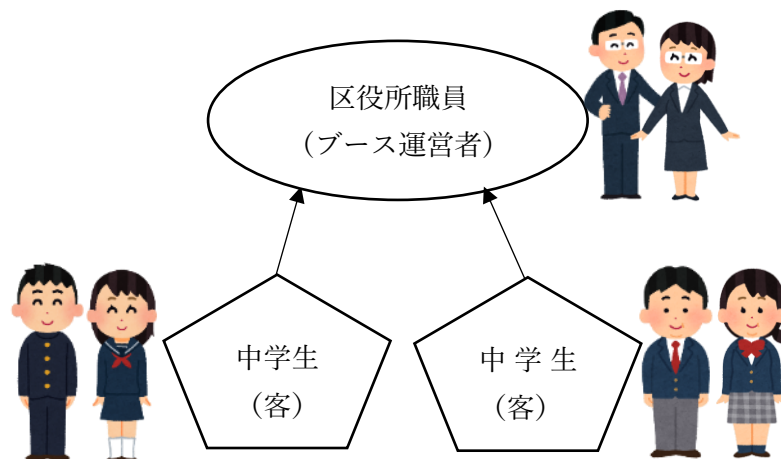 区役所職員
（ブース運営者）
中学生
（客）
中 学 生
（客）